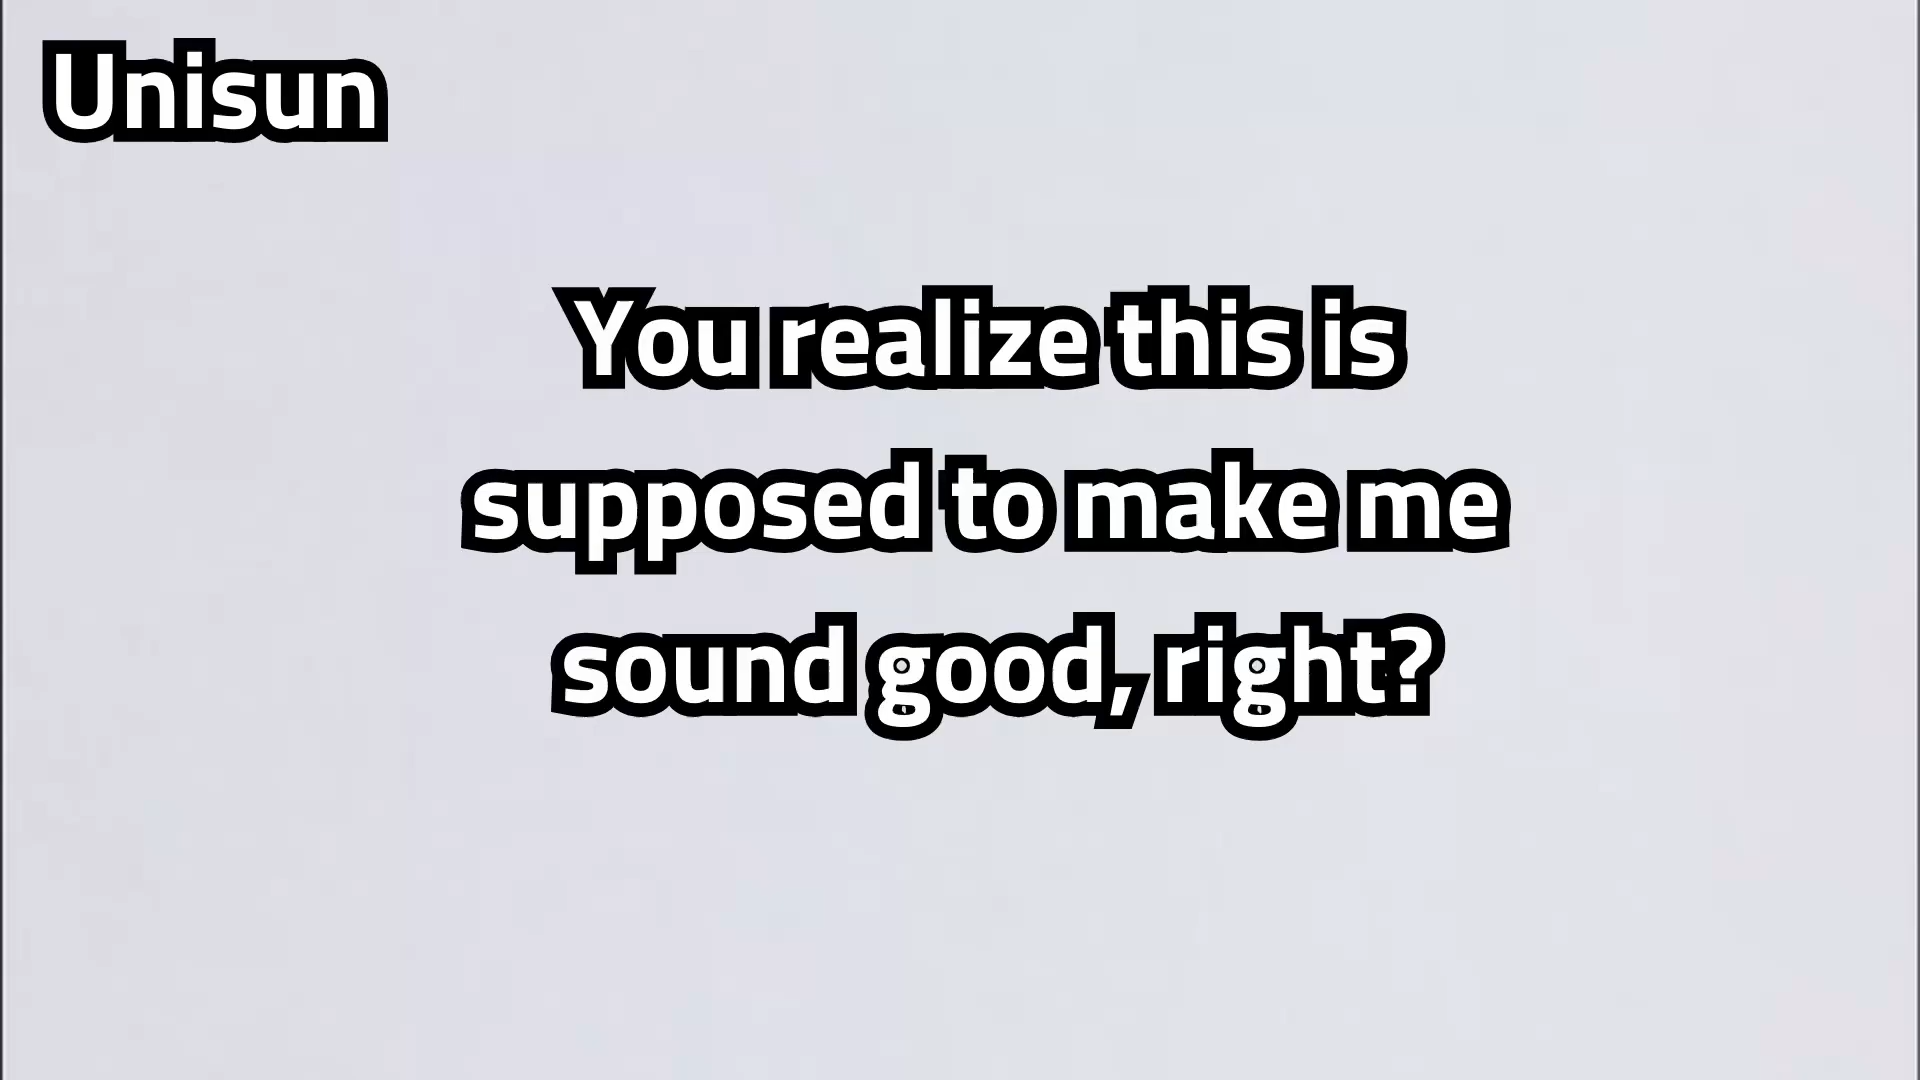 Unisun
You realize this is
supposed to make me
sound good, right?